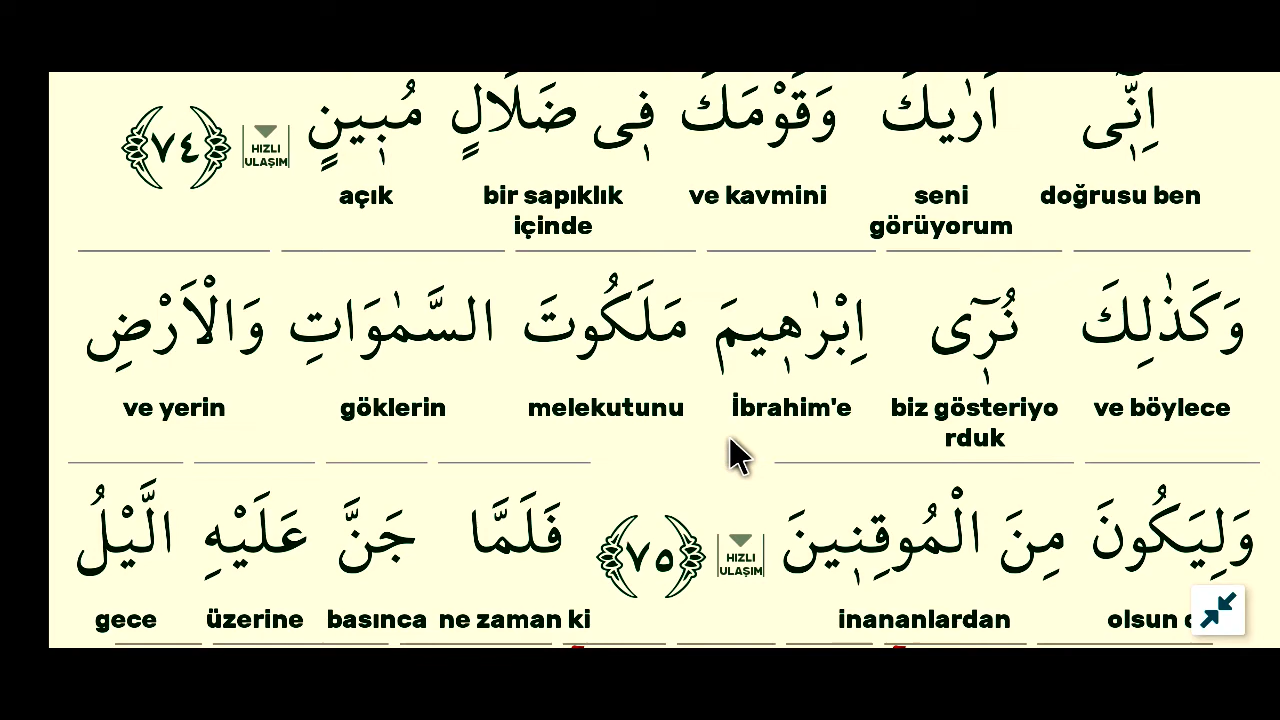 اِنّٖٓى اَرٰيكَ وَقَوْمَكَ فٖى ضَلَالٍ مُبٖينٍ HIZLI ULAŞIM ﴿٧٤﴾
doğrusu ben seni görüyorum ve kavmini bir sapıklık içinde açık
وَكَذٰلِكَ نُرٖٓى اِبْرٰهٖيمَ مَلَكُوتَ السَّمٰوَاتِ وَالْاَرْضِ
ve böylece biz gösteriyo rduk İbrahim'e melekutunu göklerin ve yerin
وَلِيَكُونَ مِنَ الْمُوقِنٖينَ HIZLI ULAŞIM ﴿٧٥﴾ فَلَمَّا جَنَّ عَلَيْهِ الَّيْلُ
olsun inananlardan ne zaman ki basınca üzerine gece